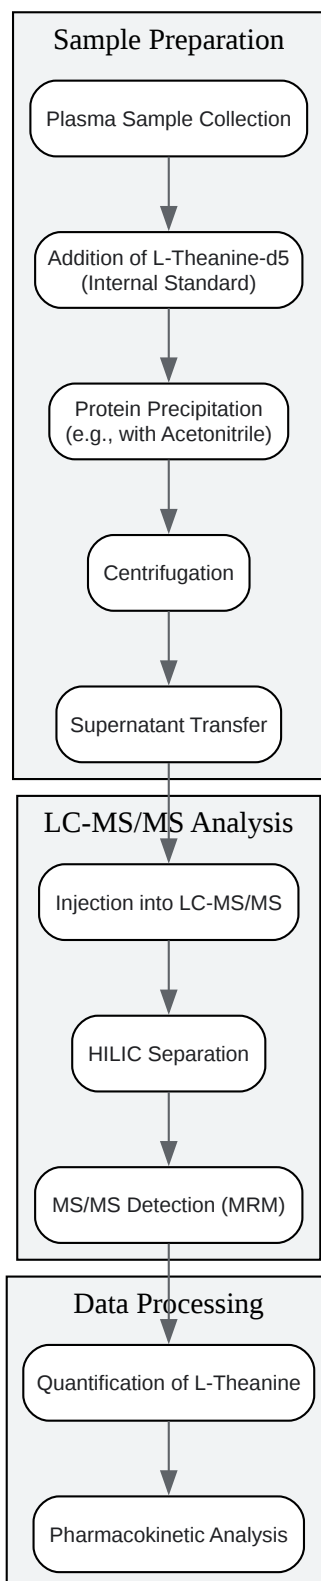 Sample Preparation
Plasma Sample Collection
Addition of L-Theanine-d5
(Internal Standard)
Protein Precipitation
(e.g., with Acetonitrile)
Centrifugation
Supernatant Transfer
LC-MS/MS Analysis
Injection into LC-MS/MS
HILIC Separation
MS/MS Detection (MRM)
Data Processing
Quantification of L-Theanine
Pharmacokinetic Analysis